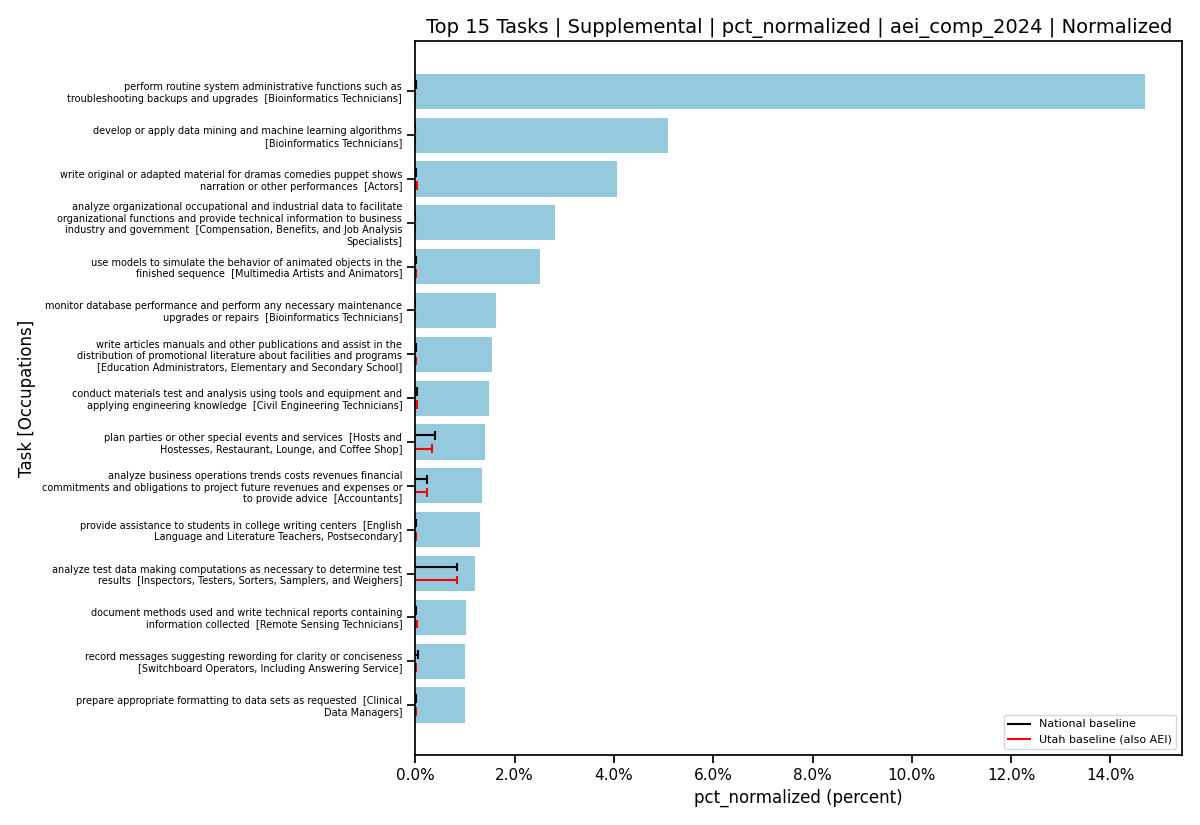 Top 15 Tasks | Supplemental | pct_normalized | aei_comp_2024 | Normalized
Task [Occupations]
perform routine system administrative functions such as
troubleshooting backups and upgrades [Bioinformatics Technicians]
develop or apply data mining and machine learning algorithms
[Bioinformatics Technicians]
write original or adapted material for dramas comedies puppet shows
narration or other performances [Actors]
analyze organizational occupational and industrial data to facilitate
organizational functions and provide technical information to business
industry and government [Compensation, Benefits, and Job Analysis
Specialists]
use models to simulate the behavior of animated objects in the
finished sequence [Multimedia Artists and Animators]
monitor database performance and perform any necessary maintenance
upgrades or repairs [Bioinformatics Technicians]
write articles manuals and other publications and assist in the
distribution of promotional literature about facilities and programs
[Education Administrators, Elementary and Secondary School]
conduct materials test and analysis using tools and equipment and
applying engineering knowledge [Civil Engineering Technicians]
plan parties or other special events and services [Hosts and
Hostesses, Restaurant, Lounge, and Coffee Shop]
analyze business operations trends costs revenues financial
commitments and obligations to project future revenues and expenses or
to provide advice [Accountants]
provide assistance to students in college writing centers [English
Language and Literature Teachers, Postsecondary]
analyze test data making computations as necessary to determine test
results [Inspectors, Testers, Sorters, Samplers, and Weighers]
document methods used and write technical reports containing
information collected [Remote Sensing Technicians]
record messages suggesting rewording for clarity or conciseness
[Switchboard Operators, Including Answering Service]
prepare appropriate formatting to data sets as requested [Clinical
Data Managers]
National baseline
Utah baseline (also AEI)
0.0% 2.0% 4.0% 6.0% 8.0% 10.0% 12.0% 14.0%
pct_normalized (percent)